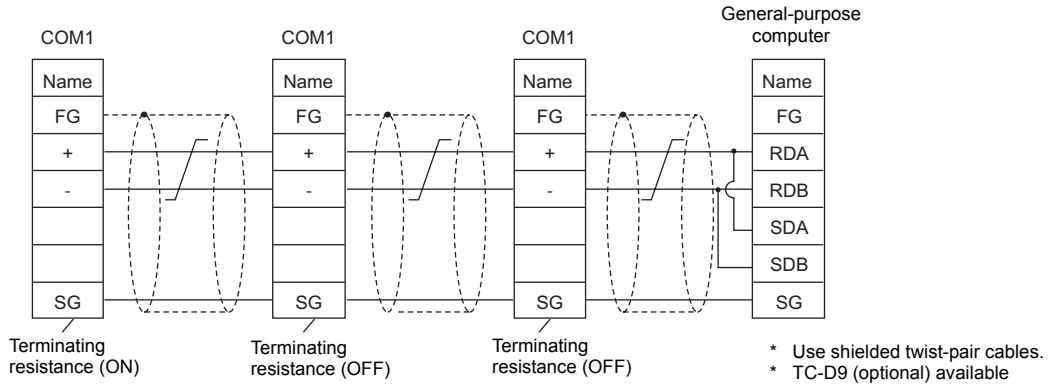 General-purpose
computer
COM1 COM1 COM1
Name Name Name Name
FG FG FG FG
+ + + RDA
- - - RDB
SDA
SDB
SG SG SG SG
Terminating
resistance (ON)
Terminating
resistance (OFF)
Terminating
resistance (OFF)
* Use shielded twist-pair cables.
* TC-D9 (optional) available